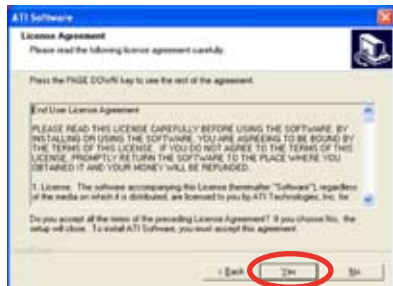 ATI Software
License Agreement
Please read the following license agreement carefully.
Press the PAGE DOWN key to see the rest of the agreement.
End User License Agreement
PLEASE READ THIS LICENSE CAREFULLY BEFORE USING THE SOFTWARE. BY
INSTALLING OR USING THE SOFTWARE, YOU ARE AGREEING TO BE BOUND BY
THE TERMS OF THIS LICENSE. IF YOU DO NOT AGREE TO THE TERMS OF THIS
LICENSE, PROMPTLY RETURN THE SOFTWARE TO THE PLACE WHERE YOU
OBTAINED IT AND YOUR MONEY WILL BE REFUNDED.
1. License. The software accompanying this License (hereinafter "Software"), regardless
of the media on which it is distributed, are licensed to you by ATI Technologies, Inc. for
Do you accept all the terms of the preceding License Agreement? If you choose No, the
setup will close. To install ATI Software, you must accept this agreement.
< Back Yes No